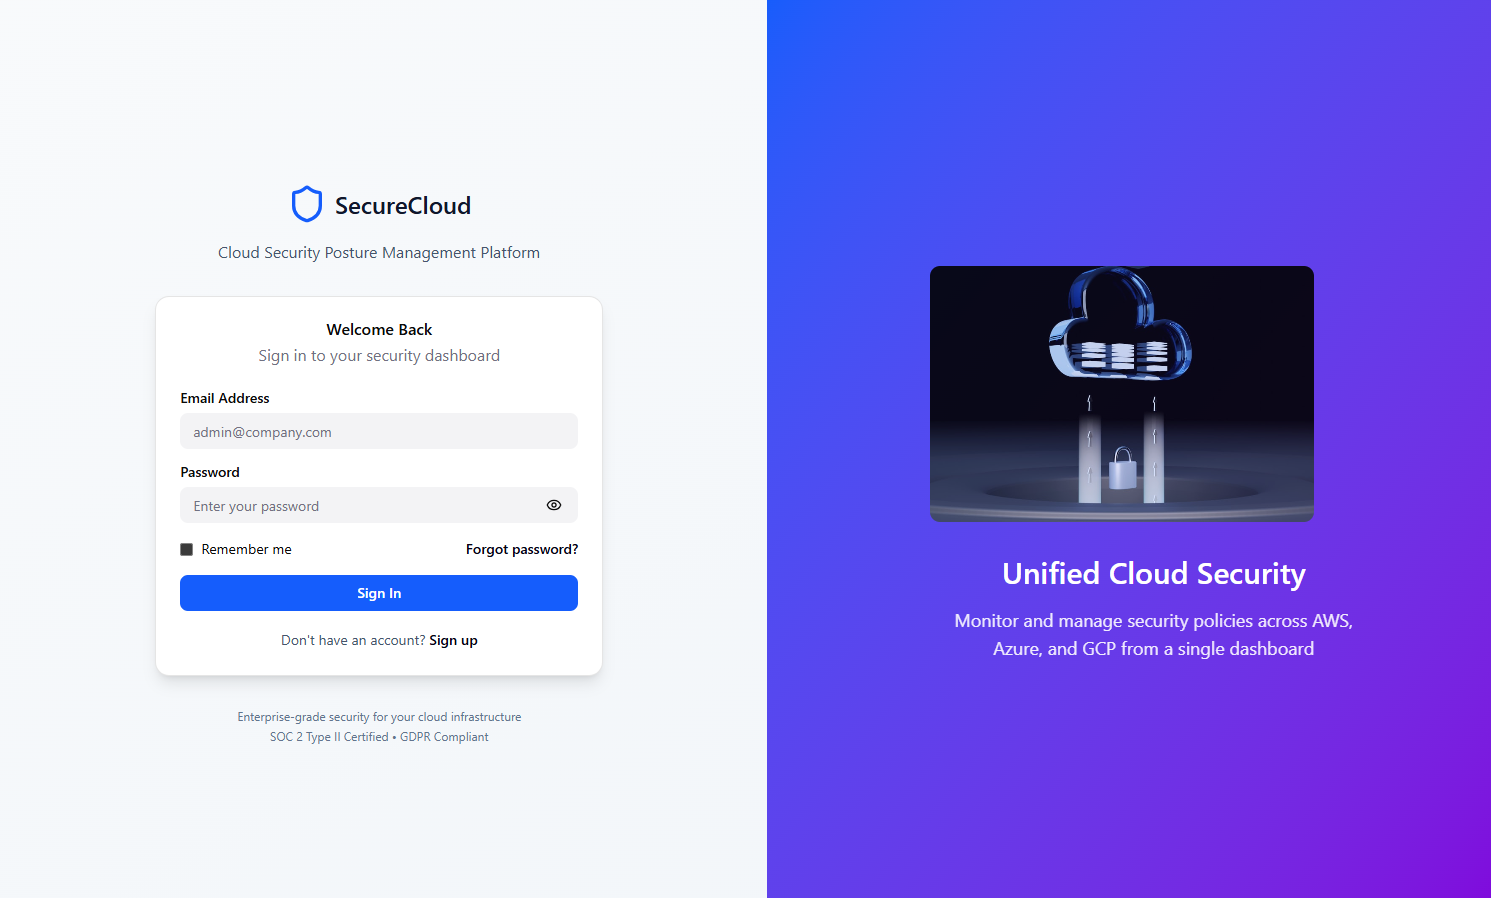 SecureCloud
Cloud Security Posture Management Platform
Welcome Back
Sign in to your security dashboard
Email Address
admin@company.com
Password
Enter your password
Remember me
Forgot password?
Sign In
Don't have an account? Sign up
Enterprise-grade security for your cloud infrastructure
SOC 2 Type II Certified • GDPR Compliant
Unified Cloud Security
Monitor and manage security policies across AWS,
Azure, and GCP from a single dashboard